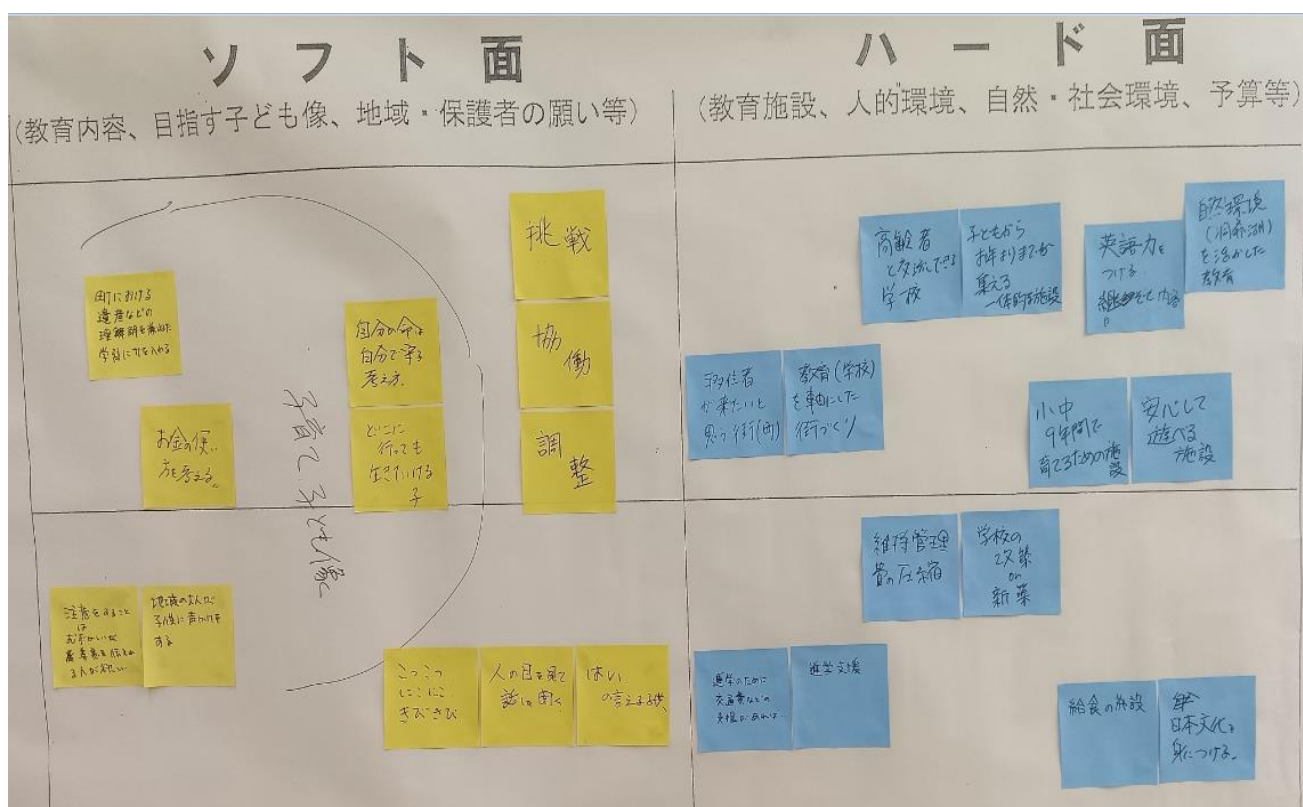 ソフト面
(教育内容、目指す子ども像、地域・保護者の願い等)
町における
遺産などの
学習に力を入れる
お金の使い
方を考える。
自分の命は
自分で守る
考え方。
どこに
行っても
生きていける
子
挑戦
協働
調整
子育て、子ども像
注意をすること
は
地域の大人が
子供に声かけを
する
こつこつ
にこにこ
きびきび
人の目を見て
話を聞く
はい
の言える子供
ハード面
(教育施設、人的環境、自然・社会環境、予算等)
高齢者
と交流できる
学校
子どもから
お年よりまでが
集える
一体的な施設
英語力を
つける
内容
自然環境
(洞爺湖)
を活かした
教育
移住者
が来たいと
思う街(町)
教育(学校)
を軸にした
街づくり
小中
9年間で
育てるための施
設
安心して
遊べる
施設
維持管理
費の圧縮
学校の
改築
or
新築
通学のために
交通費などの
支援があれば…
進学支援
給食の施設
日本文化を
身につける。